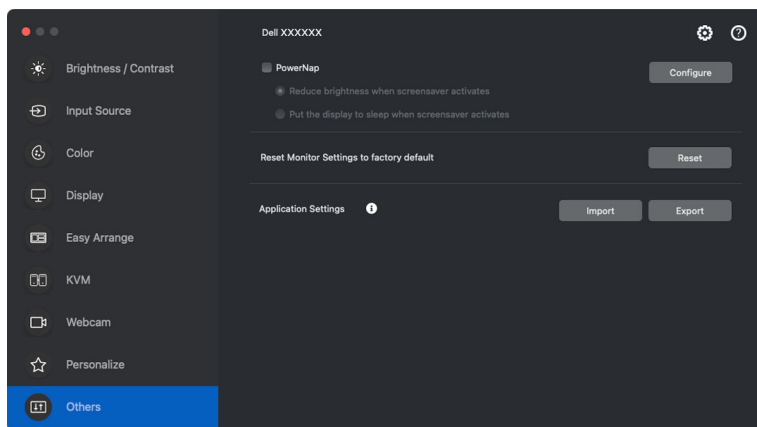 Dell XXXXXX
Brightness / Contrast
Input Source
Color
Display
Easy Arrange
KVM
Webcam
Personalize
Others
PowerNap
Configure
Reduce brightness when screensaver activates
Put the display to sleep when screensaver activates
Reset Monitor Settings to factory default
Reset
Application Settings
Import
Export